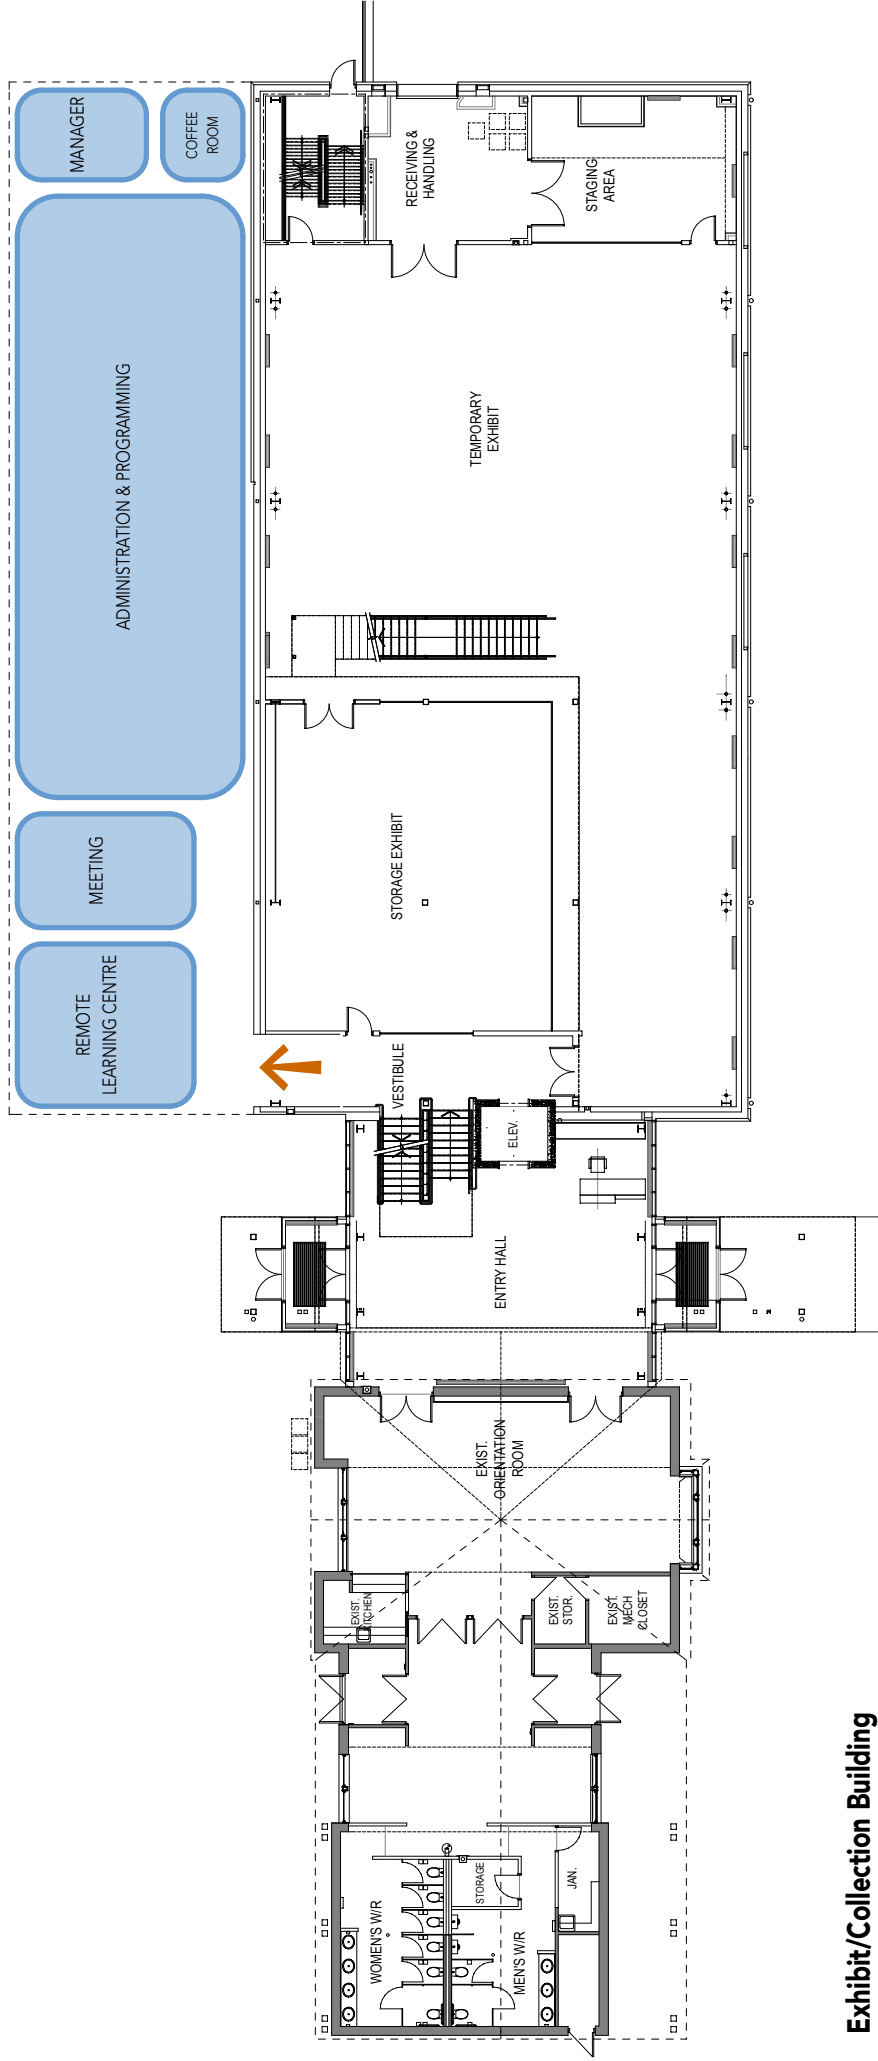 MANAGER
COFFEE
ROOM
ADMINISTRATION & PROGRAMMING
MEETING
REMOTE
LEARNING CENTRE
RECEIVING &
HANDLING
STAGING
AREA
TEMPORARY
EXHIBIT
STORAGE EXHIBIT
VESTIBULE
ELEV.
ENTRY HALL
EXIST.
ORIENTATION
ROOM
EXIST.
KITCHEN
EXIST.
STOR.
EXIST.
MECH
CLOSET
WOMEN'S W/R
STORAGE
MEN'S W/R
JAN.
Exhibit/Collection Building